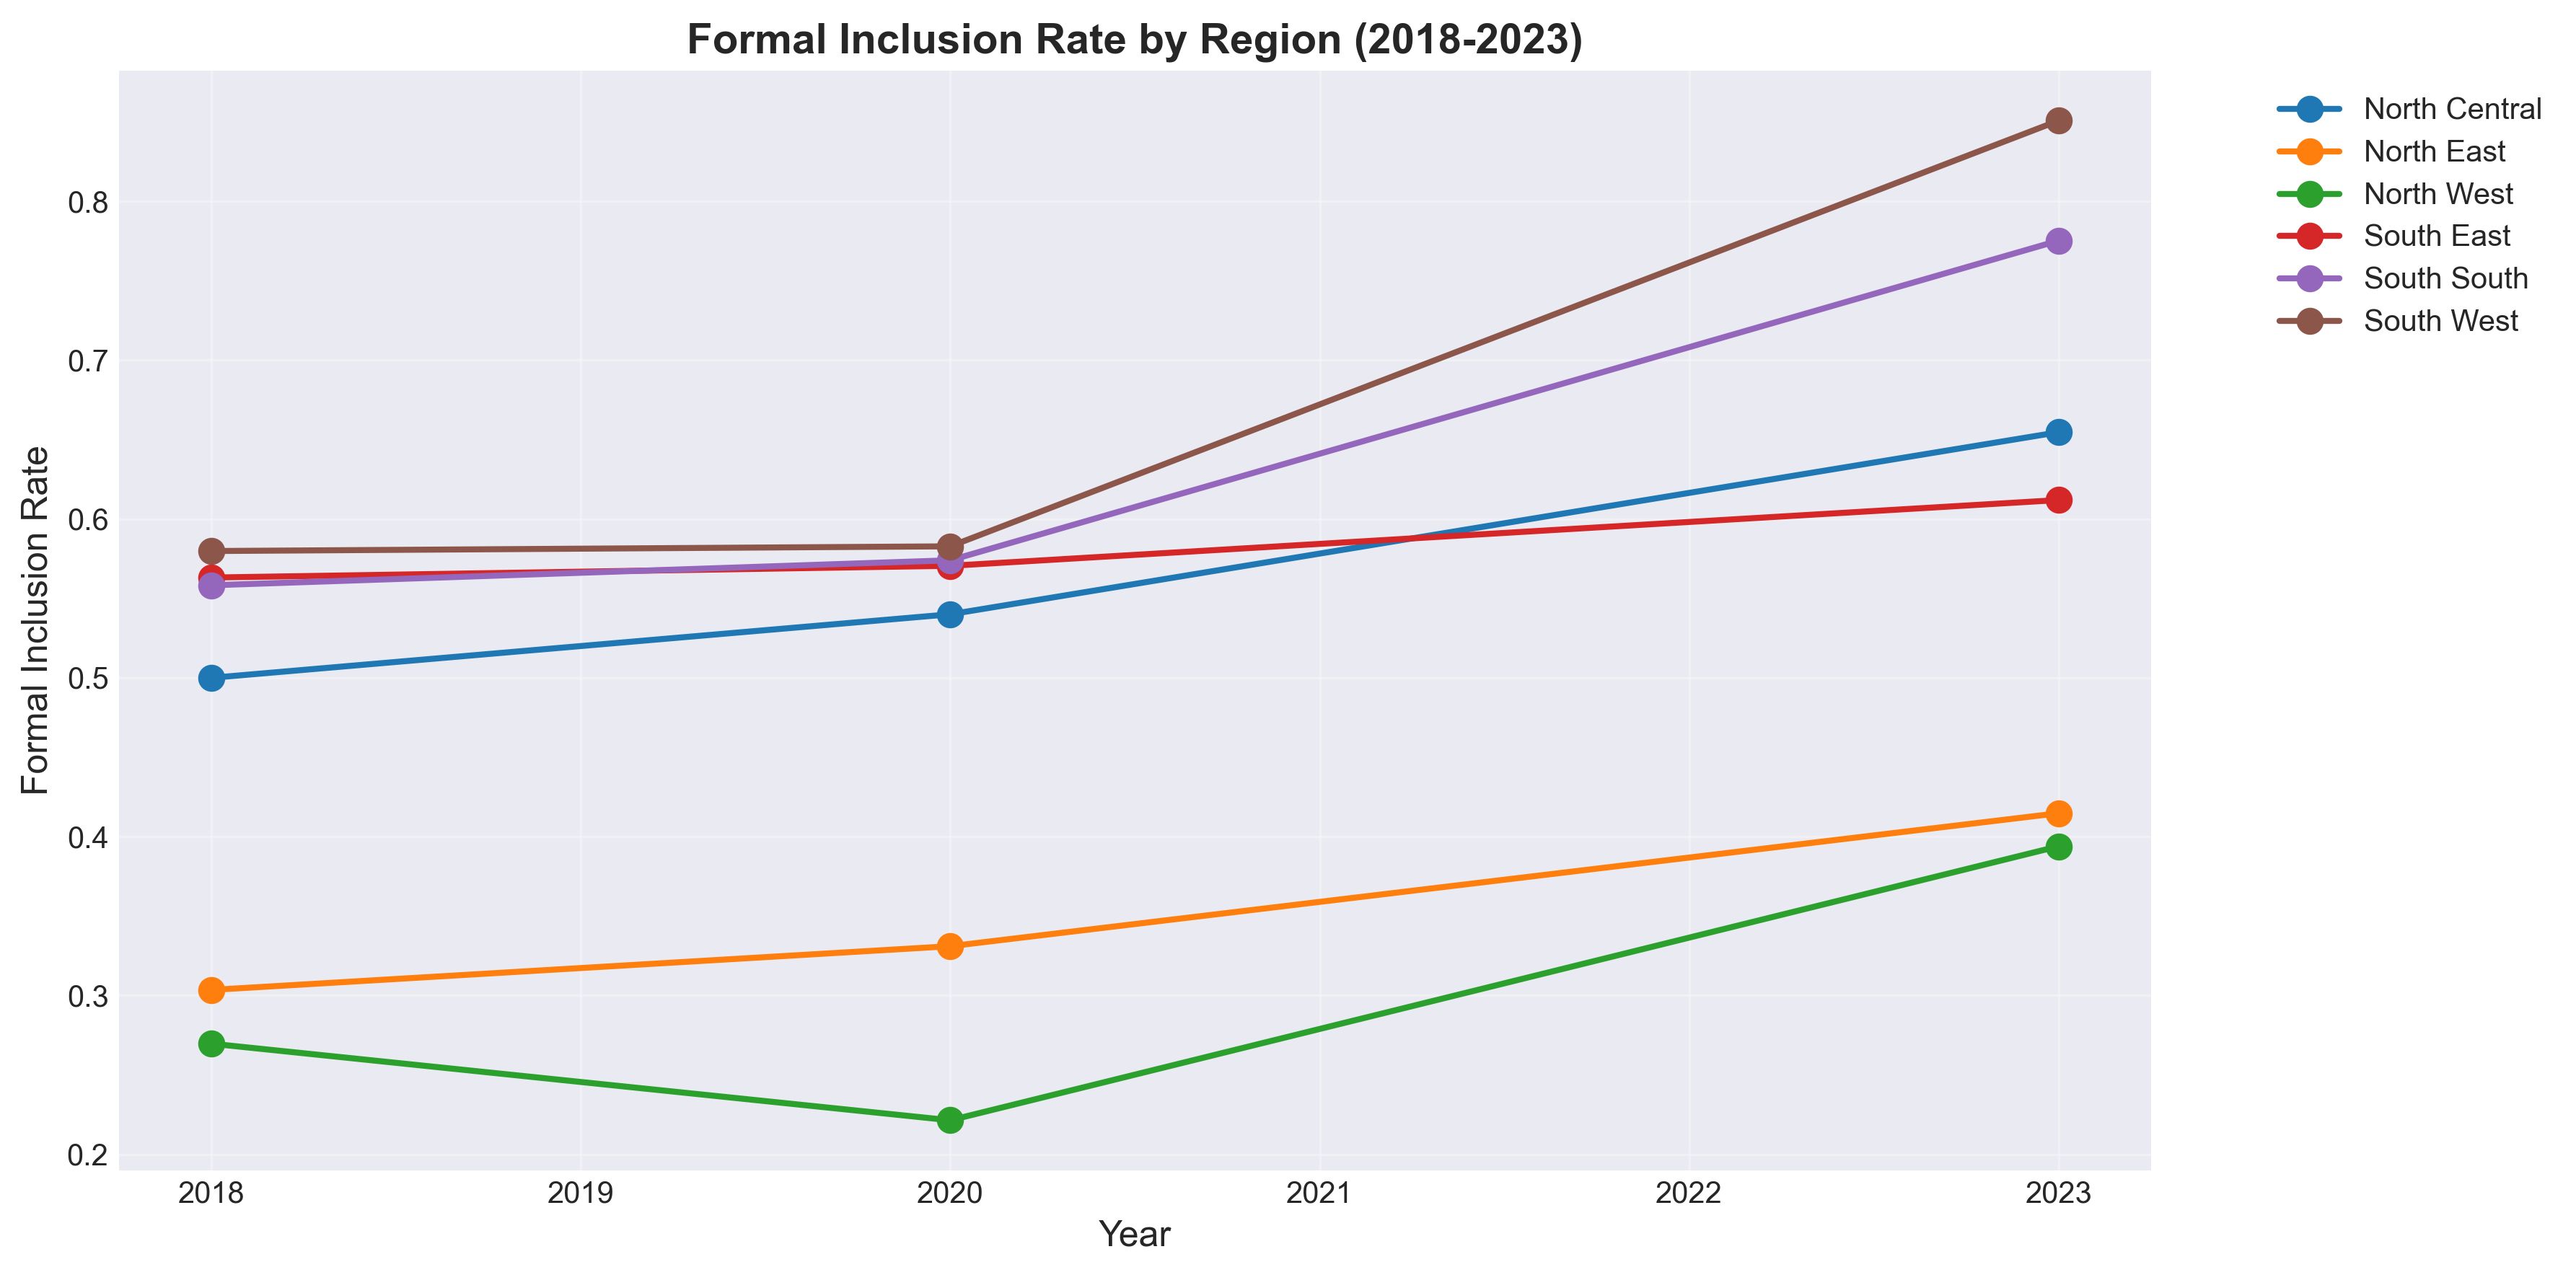 Formal Inclusion Rate by Region (2018-2023)
Formal Inclusion Rate
0.8
0.7
0.6
0.5
0.4
0.3
0.2
2018 2019 2020 2021 2022 2023
Year
North Central
North East
North West
South East
South South
South West